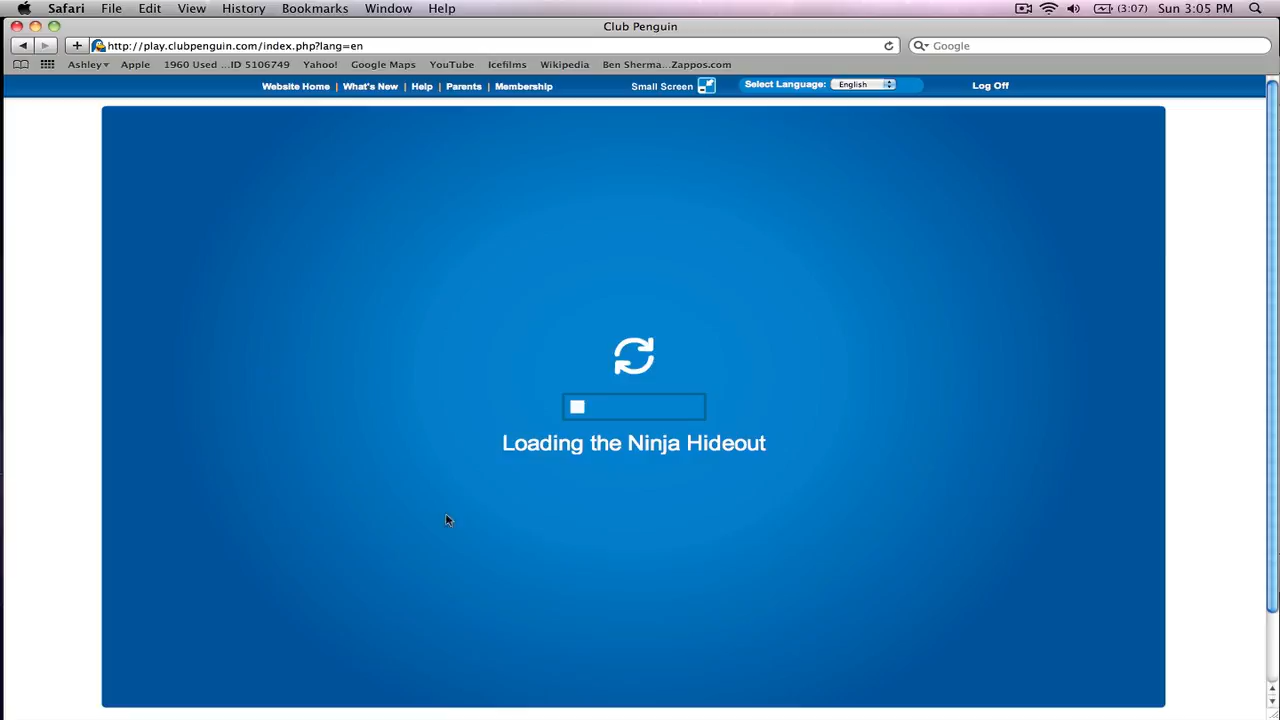 Safari File Edit View History Bookmarks Window Help (3:07) Sun 3:05 PM
Club Penguin
http://play.clubpenguin.com/index.php?lang=en Google
Ashley Apple 1960 Used ...ID 5106749 Yahoo! Google Maps YouTube Icefilms Wikipedia Ben Sherma...Zappos.com
Website Home | What's New | Help | Parents | Membership Small Screen Select Language: English Log Off
Loading the Ninja Hideout